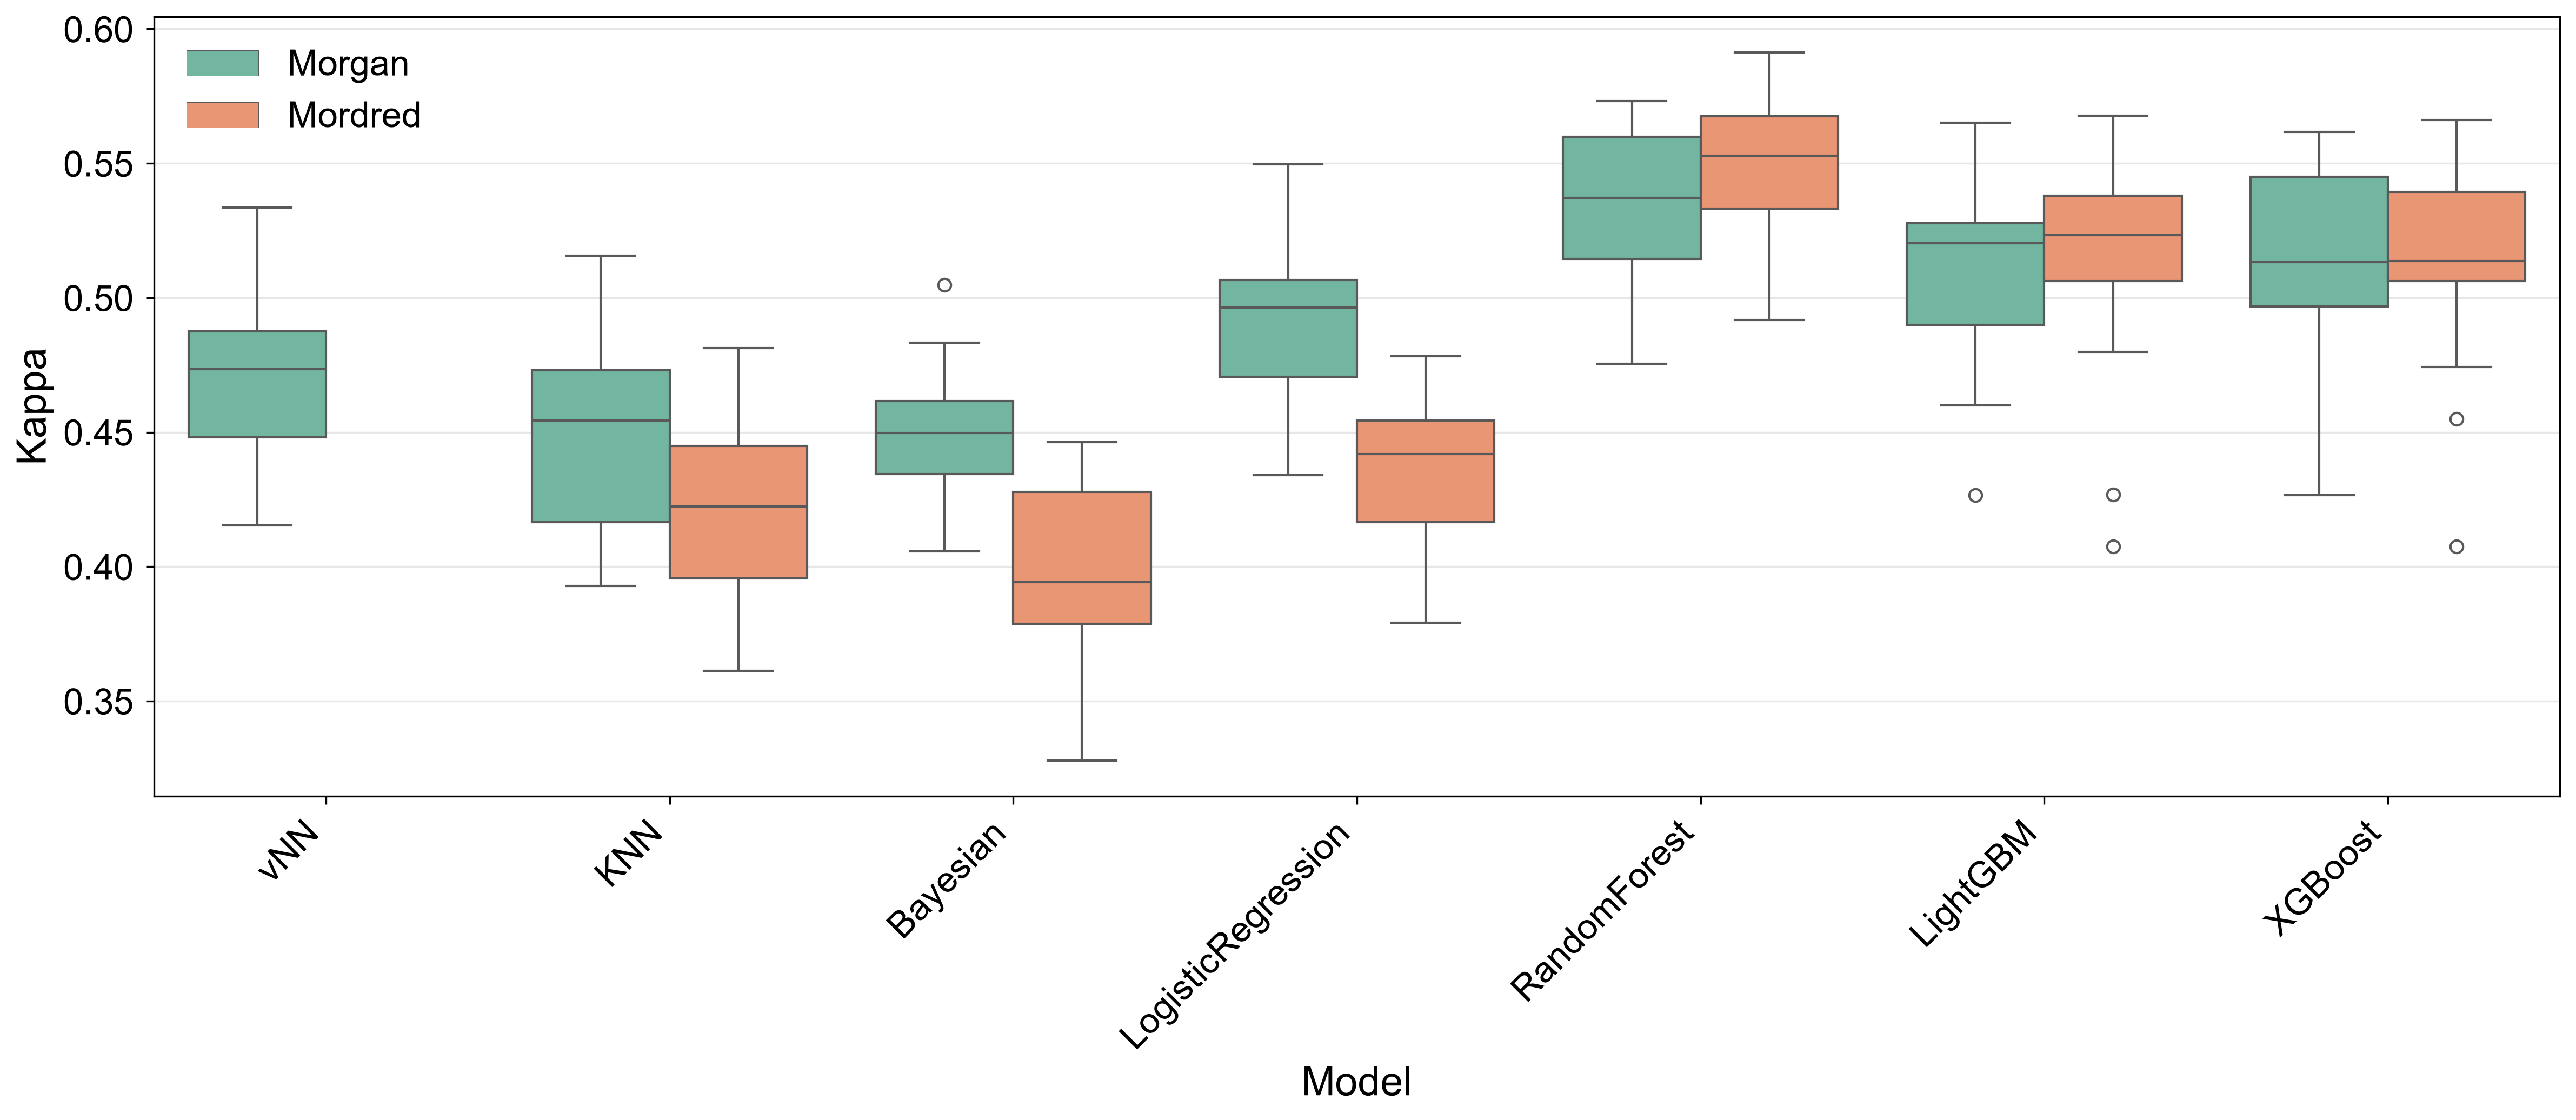 Morgan
Mordred
Kappa
0.60
0.55
0.50
0.45
0.40
0.35
vNN
KNN
Bayesian
LogisticRegression
RandomForest
LightGBM
XGBoost
Model